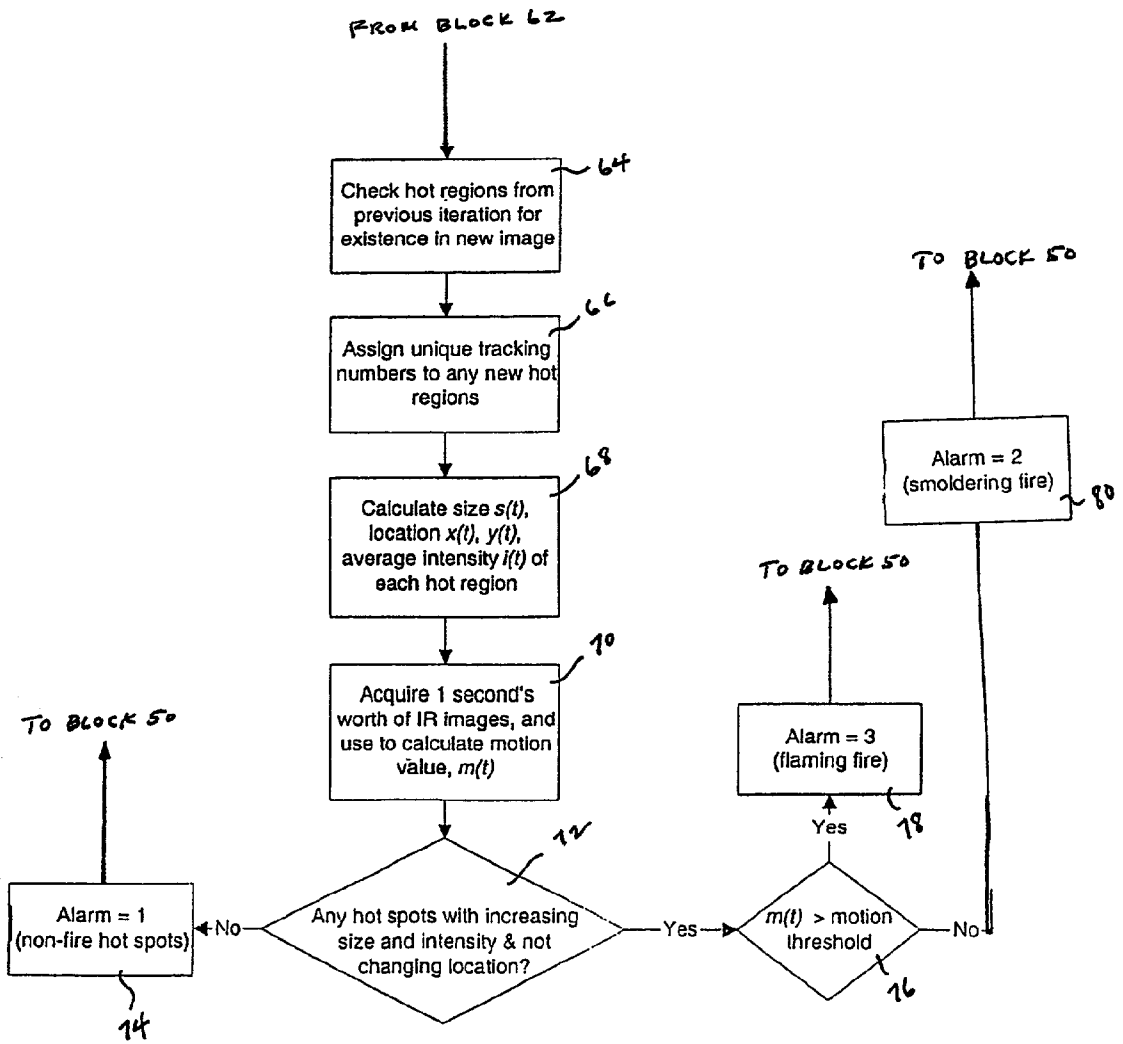 FROM BLOCK 62
64
Check hot regions from
previous iteration for
existence in new image
66
Assign unique tracking
numbers to any new hot
regions
68
Calculate size s(t),
location x(t), y(t),
average intensity i(t) of
each hot region
70
Acquire 1 second's
worth of IR images, and
use to calculate motion
value, m(t)
72
Any hot spots with increasing
size and intensity & not
changing location?
No
Alarm = 1
(non-fire hot spots)
74
TO BLOCK 50
Yes
m(t) > motion
threshold
76
Yes
Alarm = 3
(flaming fire)
78
TO BLOCK 50
No
Alarm = 2
(smoldering fire)
80
TO BLOCK 50